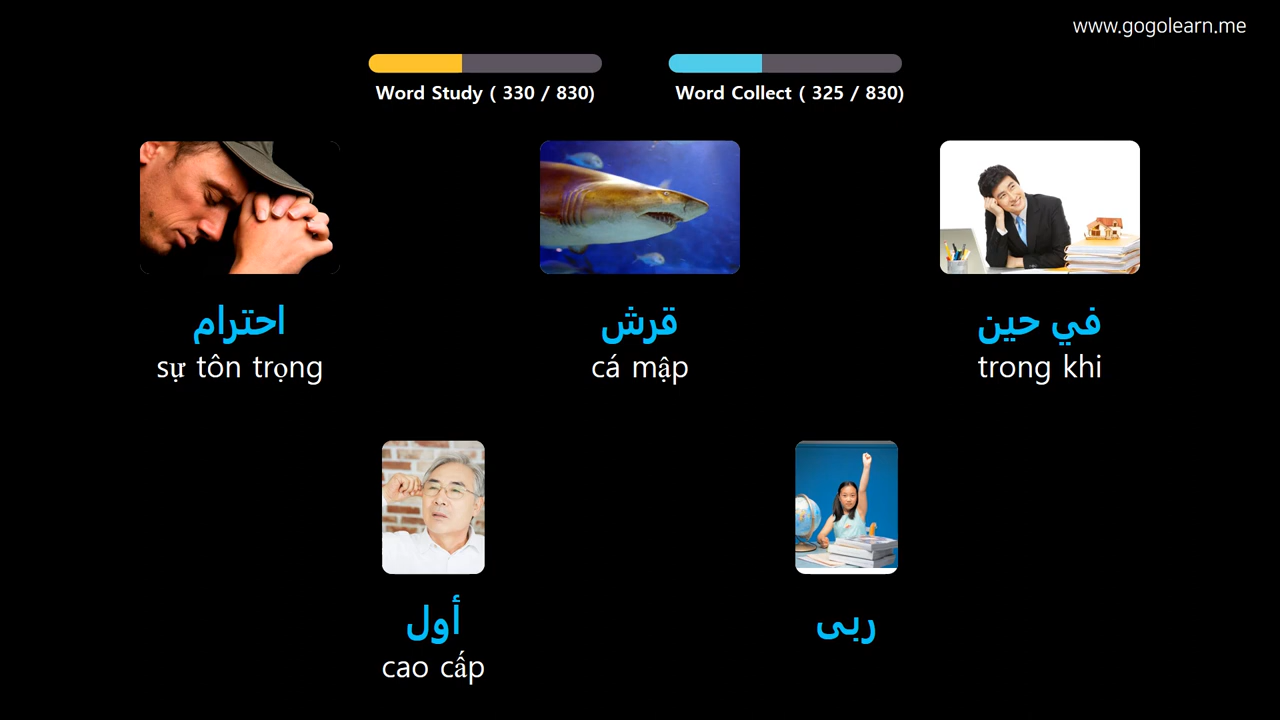 www.gogolearn.me
Word Study ( 330 / 830)
Word Collect ( 325 / 830)
احترام
sự tôn trọng
قرش
cá mập
في حين
trong khi
أول
cao cấp
ربى